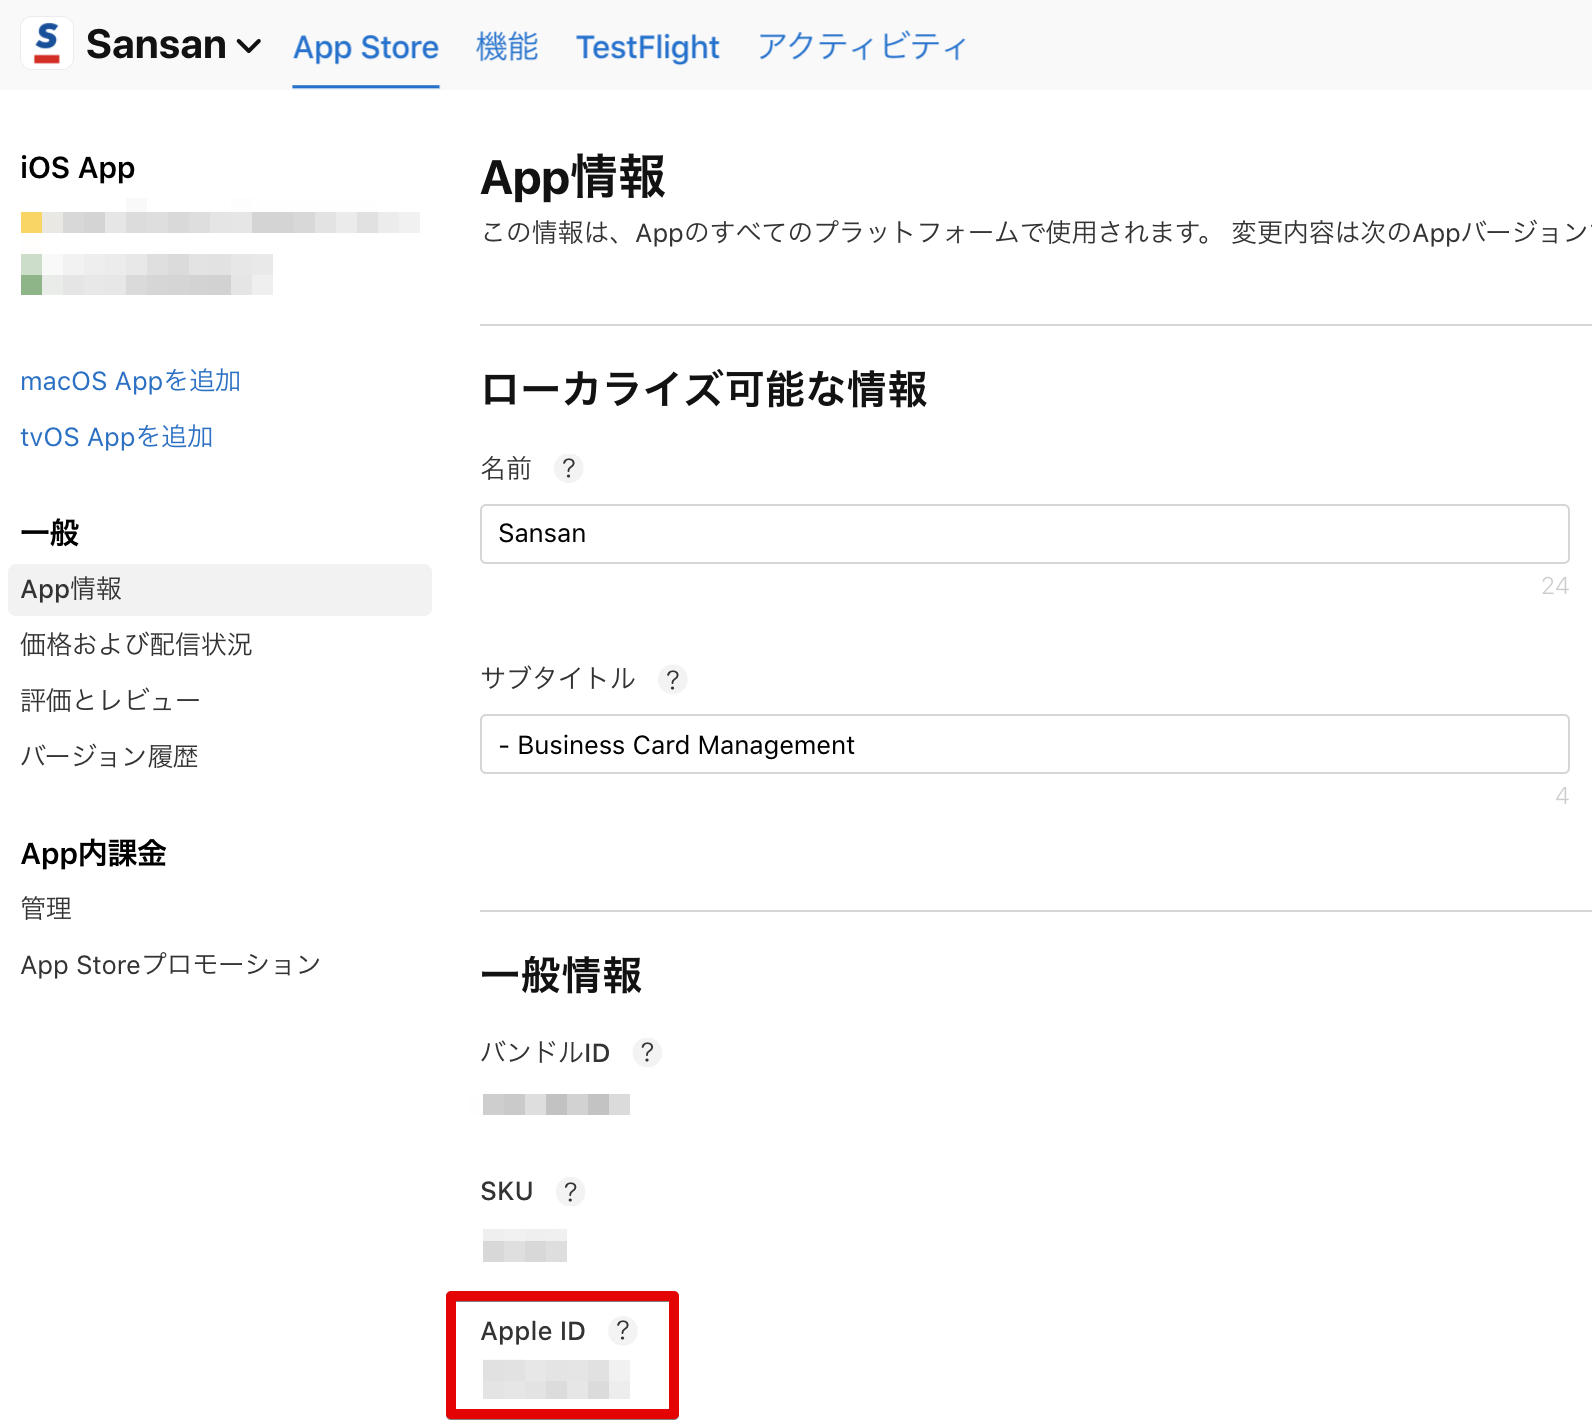 Sansan App Store 機能 TestFlight アクティビティ
iOS App
macOS Appを追加
tvOS Appを追加
一般
App情報
価格および配信状況
評価とレビュー
バージョン履歴
App内課金
管理
App Storeプロモーション
App情報
この情報は、Appのすべてのプラットフォームで使用されます。 変更内容は次のAppバージョン
ローカライズ可能な情報
名前 ?
Sansan
24
サブタイトル ?
- Business Card Management
4
一般情報
バンドルID ?
SKU ?
Apple ID ?